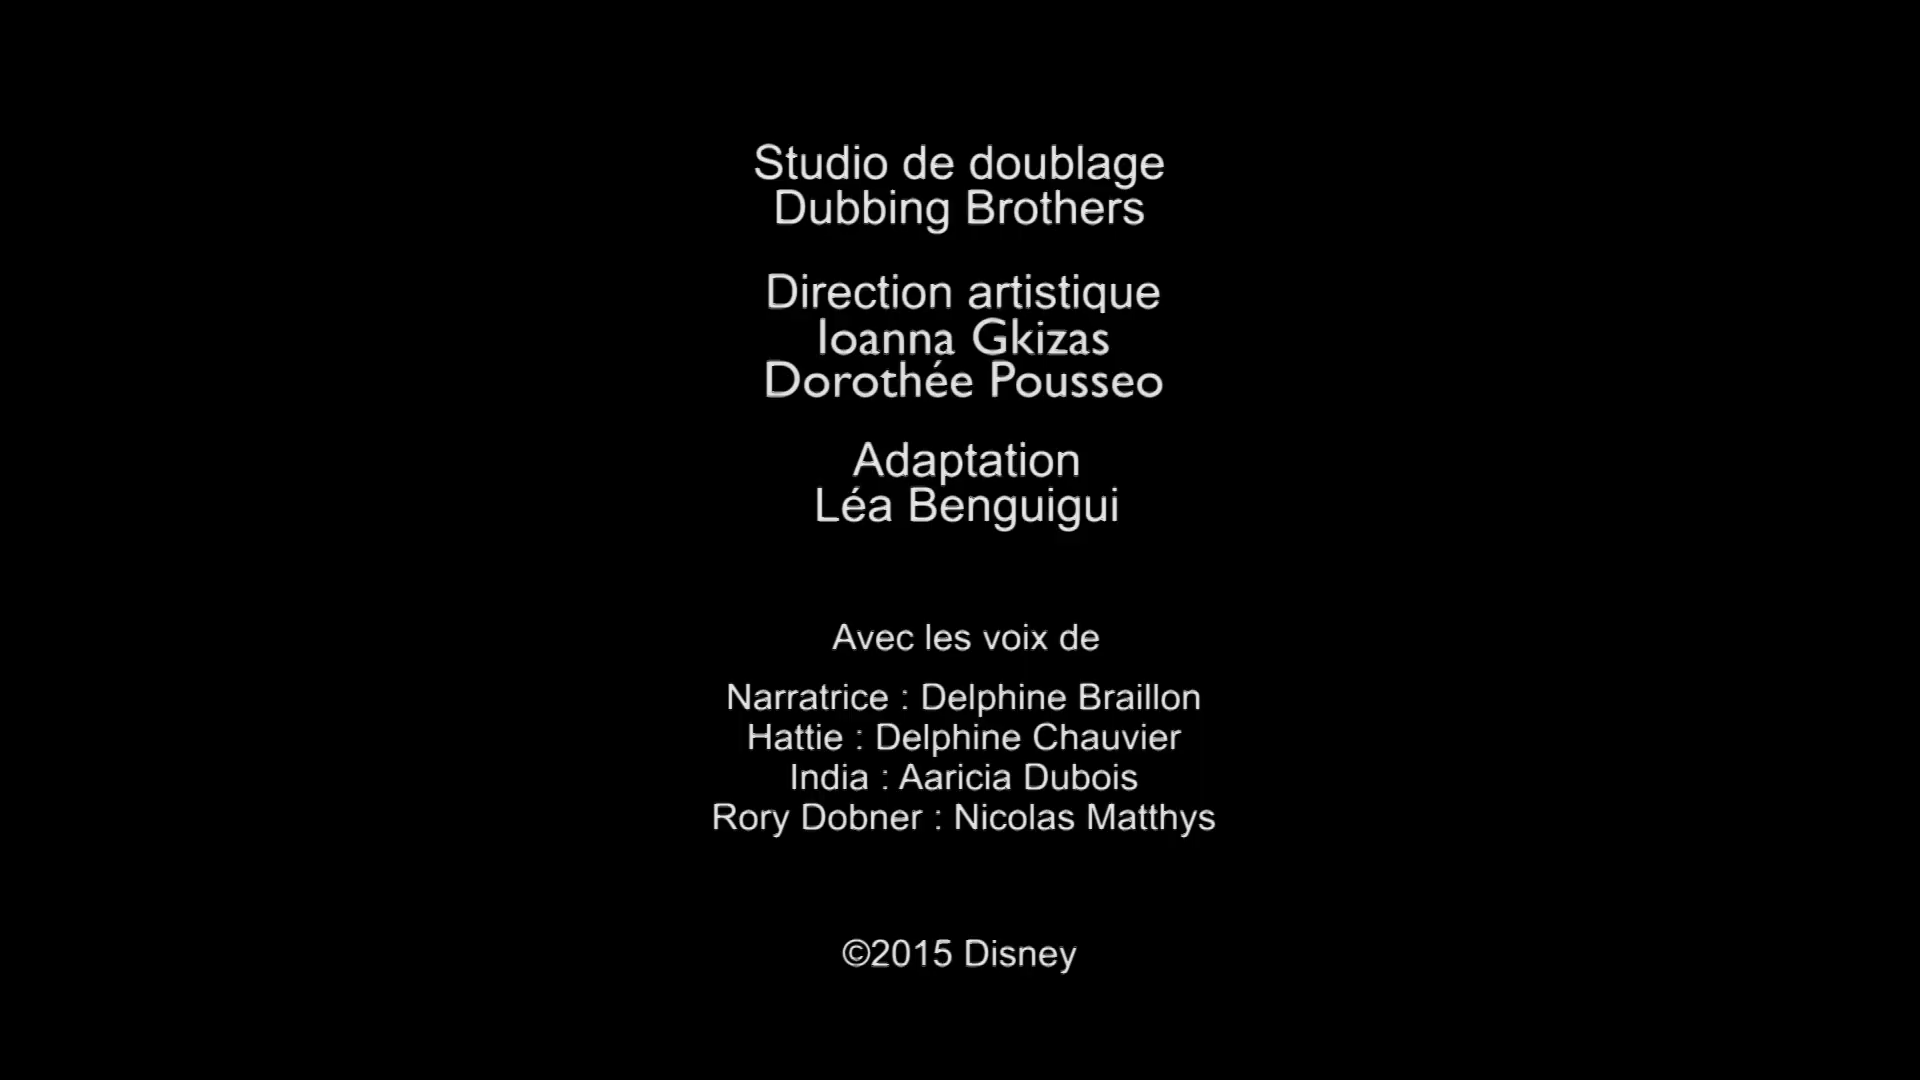 Studio de doublage
Dubbing Brothers
Direction artistique
Ioanna Gkizas
Dorothée Pousseo
Adaptation
Léa Benguigui
Avec les voix de
Narratrice : Delphine Braillon
Hattie : Delphine Chauvier
India : Aaricia Dubois
Rory Dobner : Nicolas Matthys
©2015 Disney